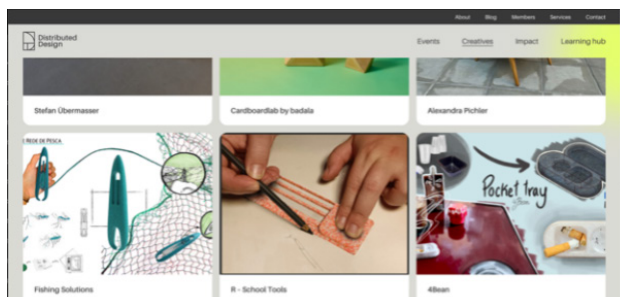 About Blog Members Services Contact
Distributed
Design
Events Creatives Impact Learning hub
Stefan Übermasser
Cardboardlab by badala
Alexandra Pichler
REDE DE PESCA
Pocket tray
Fishing Solutions
R - School Tools
4Bean